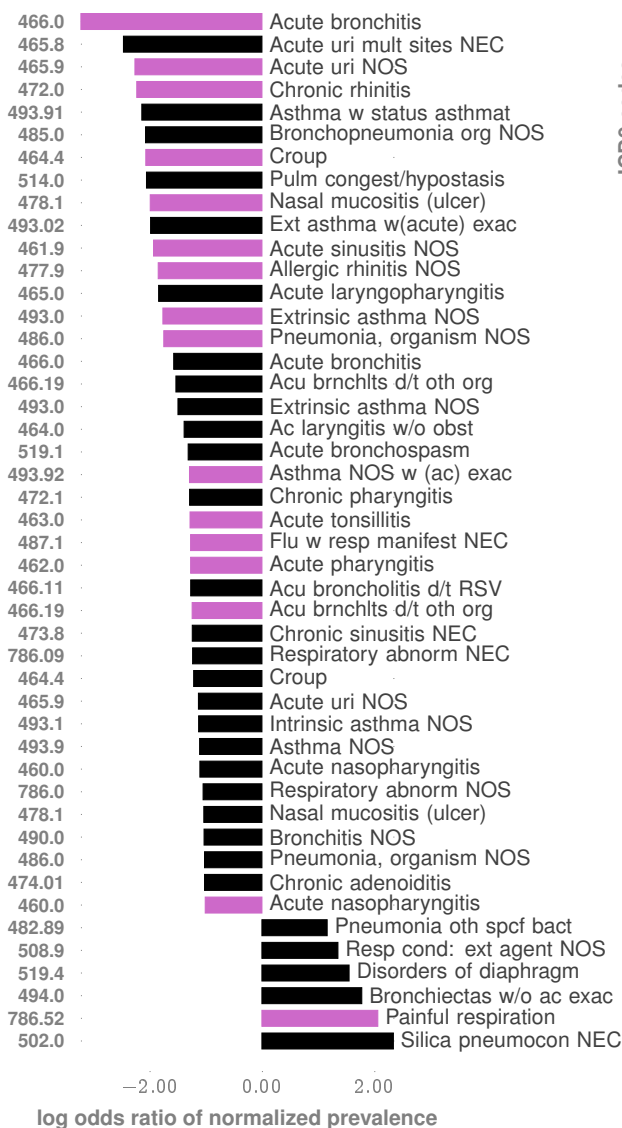 466.0 Acute bronchitis
465.8 Acute uri mult sites NEC
465.9 Acute uri NOS
472.0 Chronic rhinitis
493.91 Asthma w status asthmat
485.0 Bronchopneumonia org NOS
464.4 Croup
514.0 Pulm congest/hypostasis
478.1 Nasal mucositis (ulcer)
493.02 Ext asthma w(acute) exac
461.9 Acute sinusitis NOS
477.9 Allergic rhinitis NOS
465.0 Acute laryngopharyngitis
493.0 Extrinsic asthma NOS
486.0 Pneumonia, organism NOS
466.0 Acute bronchitis
466.19 Acu brnchlts d/t oth org
493.0 Extrinsic asthma NOS
464.0 Ac laryngitis w/o obst
519.1 Acute bronchospasm
493.92 Asthma NOS w (ac) exac
472.1 Chronic pharyngitis
463.0 Acute tonsillitis
487.1 Flu w resp manifest NEC
462.0 Acute pharyngitis
466.11 Acu broncholitis d/t RSV
466.19 Acu brnchlts d/t oth org
473.8 Chronic sinusitis NEC
786.09 Respiratory abnorm NEC
464.4 Croup
465.9 Acute uri NOS
493.1 Intrinsic asthma NOS
493.9 Asthma NOS
460.0 Acute nasopharyngitis
786.0 Respiratory abnorm NOS
478.1 Nasal mucositis (ulcer)
490.0 Bronchitis NOS
486.0 Pneumonia, organism NOS
474.01 Chronic adenoiditis
460.0 Acute nasopharyngitis
482.89 Pneumonia oth spcf bact
508.9 Resp cond: ext agent NOS
519.4 Disorders of diaphragm
494.0 Bronchiectas w/o ac exac
786.52 Painful respiration
502.0 Silica pneumocon NEC
−2.00 0.00 2.00
log odds ratio of normalized prevalence